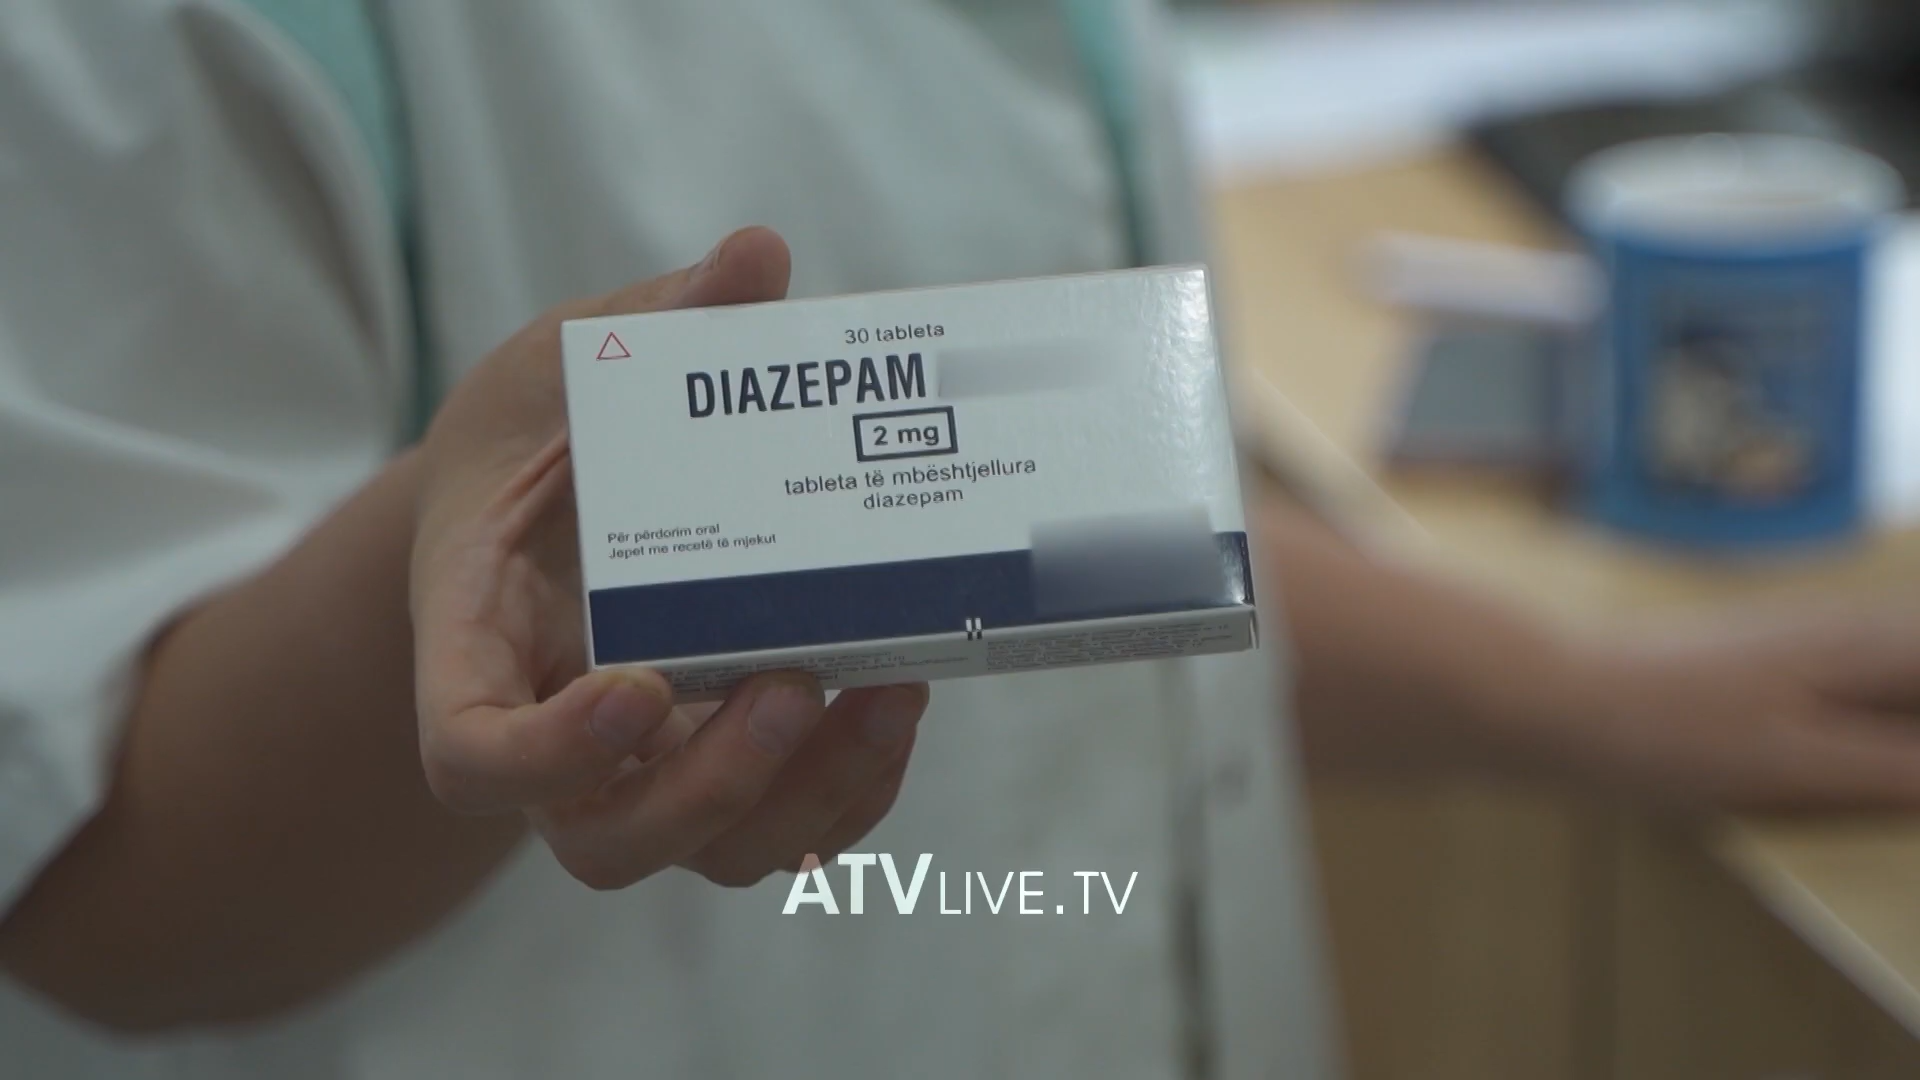 30 tableta
DIAZEPAM
2 mg
tableta të mbështjellura
diazepam
Për përdorim oral
Jepet me recetë të mjekut
ATVLIVE.TV